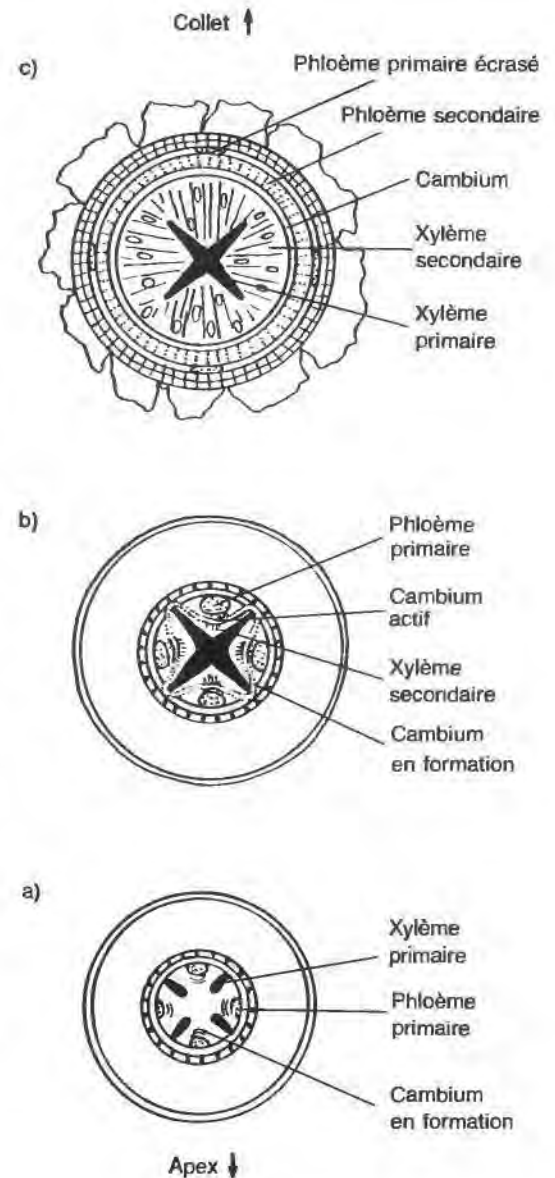 Collet
c)
Phloème primaire écrasé
Phloème secondaire
Cambium
Xylème
secondaire
Xylème
primaire
b)
Phloème
primaire
Cambium
actif
Xylème
secondaire
Cambium
en formation
a)
Xylème
primaire
Phloème
primaire
Cambium
en formation
Apex